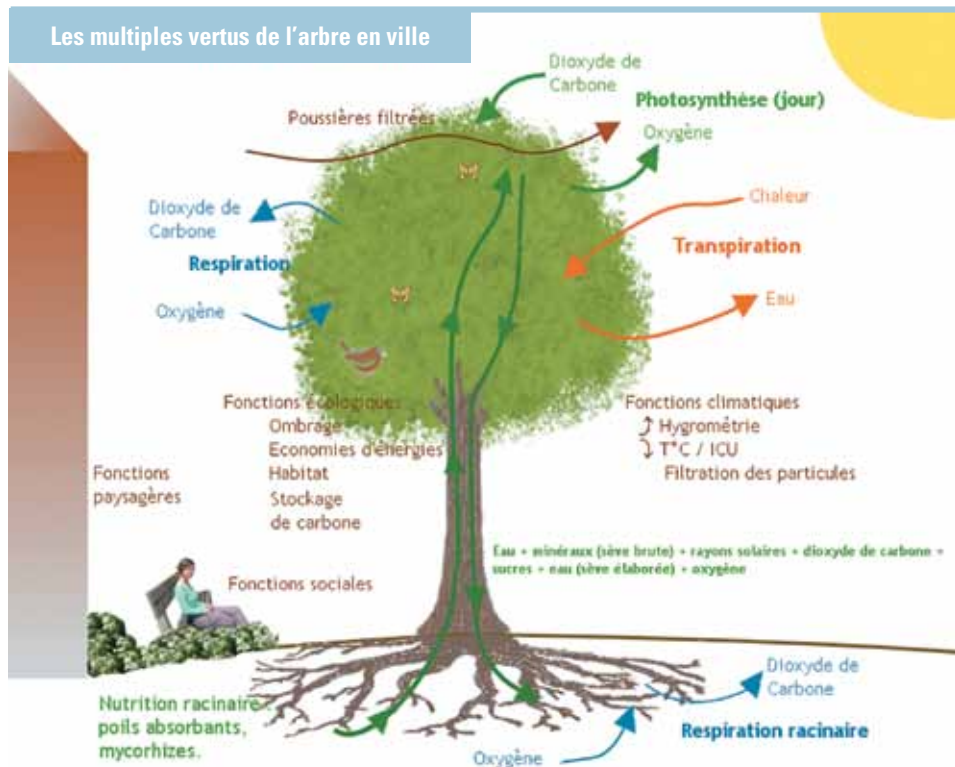 Les multiples vertus de l'arbre en ville
Dioxyde de
Carbone
Photosynthèse (jour)
Poussières filtrées
Oxygène
Dioxyde de
Carbone
Chaleur
Respiration
Transpiration
Oxygène
Eau
Fonctions écologiques
Ombrage
Economies d'énergies
Habitat
Stockage
de carbone
Fonctions climatiques
Hygrométrie
T°C / ICU
Filtration des particules
Fonctions
paysagères
Eau + minéraux (sève brute) + rayons solaires + dioxyde de carbone +
sucres + eau (sève élaborée) + oxygène
Fonctions sociales
Nutrition racinaire :
poils absorbants,
mycorhizes.
Dioxyde de
Carbone
Respiration racinaire
Oxygène